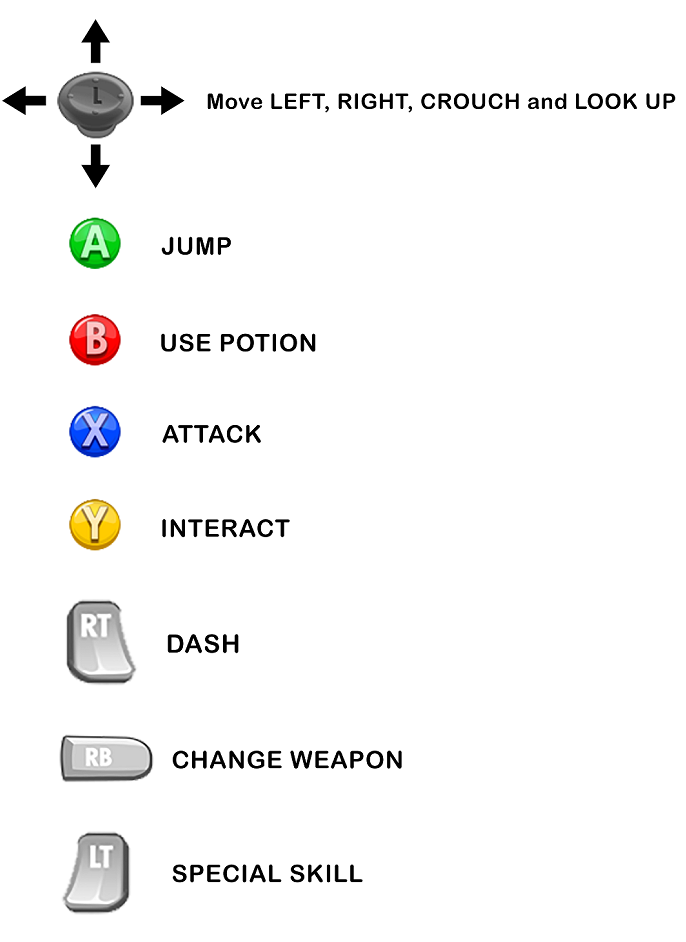 L
Move LEFT, RIGHT, CROUCH and LOOK UP
A JUMP
B USE POTION
X ATTACK
Y INTERACT
RT DASH
RB CHANGE WEAPON
LT SPECIAL SKILL